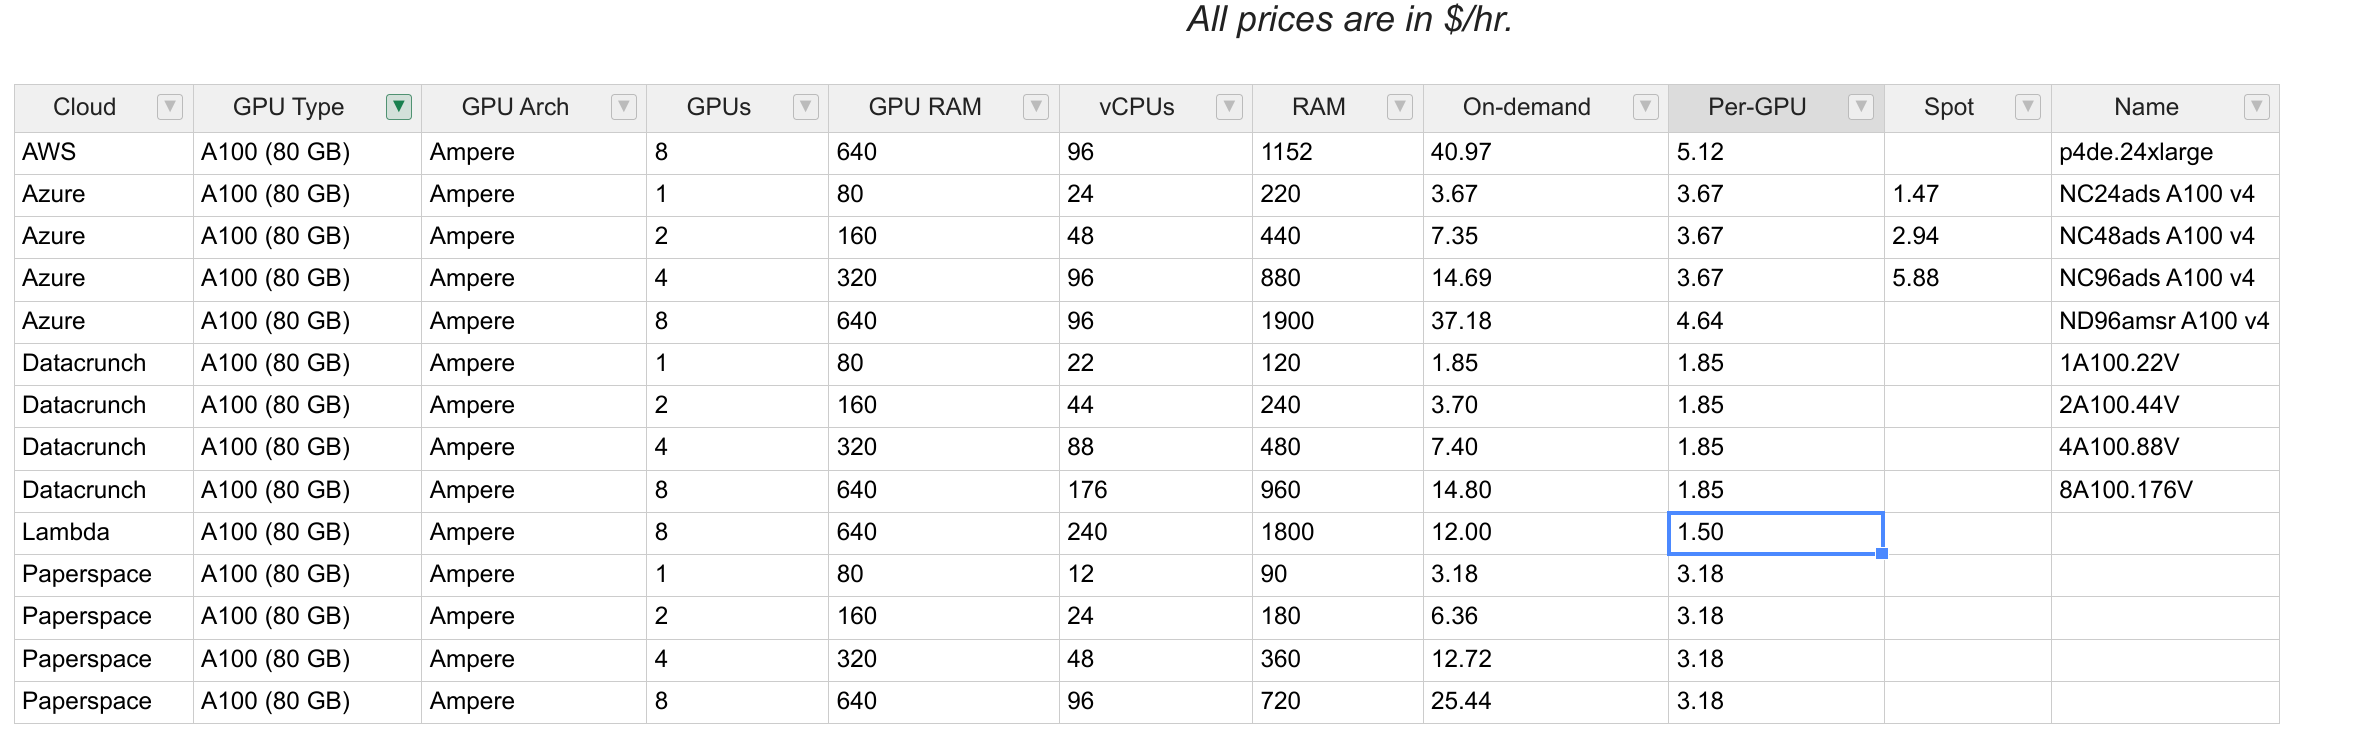 All prices are in $/hr.
Cloud GPU Type GPU Arch GPUs GPU RAM vCPUs RAM On-demand Per-GPU Spot Name
AWS A100 (80 GB) Ampere 8 640 96 1152 40.97 5.12 p4de.24xlarge
Azure A100 (80 GB) Ampere 1 80 24 220 3.67 3.67 1.47 NC24ads A100 v4
Azure A100 (80 GB) Ampere 2 160 48 440 7.35 3.67 2.94 NC48ads A100 v4
Azure A100 (80 GB) Ampere 4 320 96 880 14.69 3.67 5.88 NC96ads A100 v4
Azure A100 (80 GB) Ampere 8 640 96 1900 37.18 4.64 ND96amsr A100 v4
Datacrunch A100 (80 GB) Ampere 1 80 22 120 1.85 1.85 1A100.22V
Datacrunch A100 (80 GB) Ampere 2 160 44 240 3.70 1.85 2A100.44V
Datacrunch A100 (80 GB) Ampere 4 320 88 480 7.40 1.85 4A100.88V
Datacrunch A100 (80 GB) Ampere 8 640 176 960 14.80 1.85 8A100.176V
Lambda A100 (80 GB) Ampere 8 640 240 1800 12.00 1.50
Paperspace A100 (80 GB) Ampere 1 80 12 90 3.18 3.18
Paperspace A100 (80 GB) Ampere 2 160 24 180 6.36 3.18
Paperspace A100 (80 GB) Ampere 4 320 48 360 12.72 3.18
Paperspace A100 (80 GB) Ampere 8 640 96 720 25.44 3.18